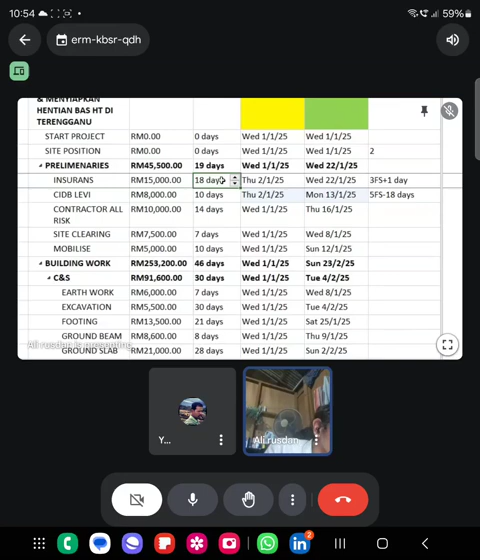 10:54
59%
erm-kbsr-qdh
& MENYIAPKAN
HENTIAN BAS HT DI
TERENGGANU
START PROJECT RM0.00 0 days Wed 1/1/25 Wed 1/1/25
SITE POSITION RM0.00 0 days Wed 1/1/25 Wed 1/1/25 2
PRELIMENARIES RM45,500.00 19 days Wed 1/1/25 Wed 22/1/25
INSURANS RM15,000.00 18 days Thu 2/1/25 Wed 22/1/25 3FS+1 day
CIDB LEVI RM8,000.00 10 days Thu 2/1/25 Mon 13/1/25 5FS-18 days
CONTRACTOR ALL RM10,000.00 14 days Wed 1/1/25 Thu 16/1/25
RISK
SITE CLEARING RM7,500.00 7 days Wed 1/1/25 Wed 8/1/25
MOBILISE RM5,000.00 10 days Wed 1/1/25 Sun 12/1/25
BUILDING WORK RM253,200.00 46 days Wed 1/1/25 Sun 23/2/25
C&S RM91,600.00 30 days Wed 1/1/25 Tue 4/2/25
EARTH WORK RM6,000.00 7 days Wed 1/1/25 Wed 8/1/25
EXCAVATION RM5,500.00 30 days Wed 1/1/25 Tue 4/2/25
FOOTING RM13,500.00 21 days Wed 1/1/25 Sat 25/1/25
GROUND BEAM RM8,600.00 8 days Wed 1/1/25 Thu 9/1/25
GROUND SLAB RM21,000.00 28 days Wed 1/1/25 Sun 2/2/25
Ali rusdan is presenting
Y...
Ali rusdan
2